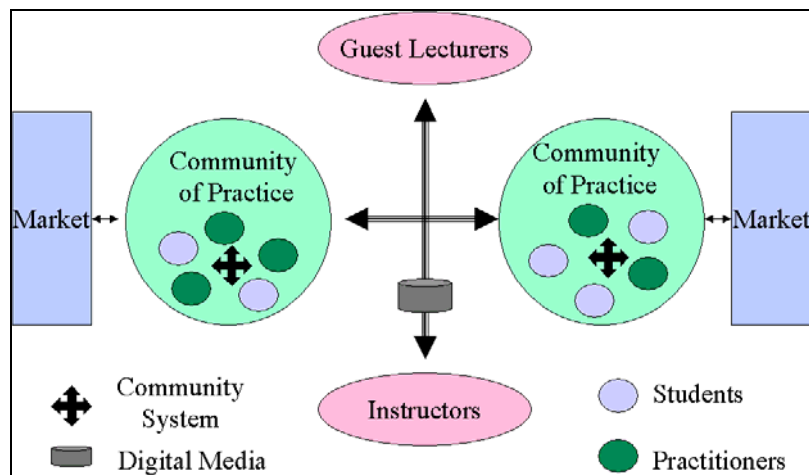 Guest Lecturers
Community
of Practice
Community
of Practice
Market
Market
Instructors
Community
System
Digital Media
Students
Practitioners